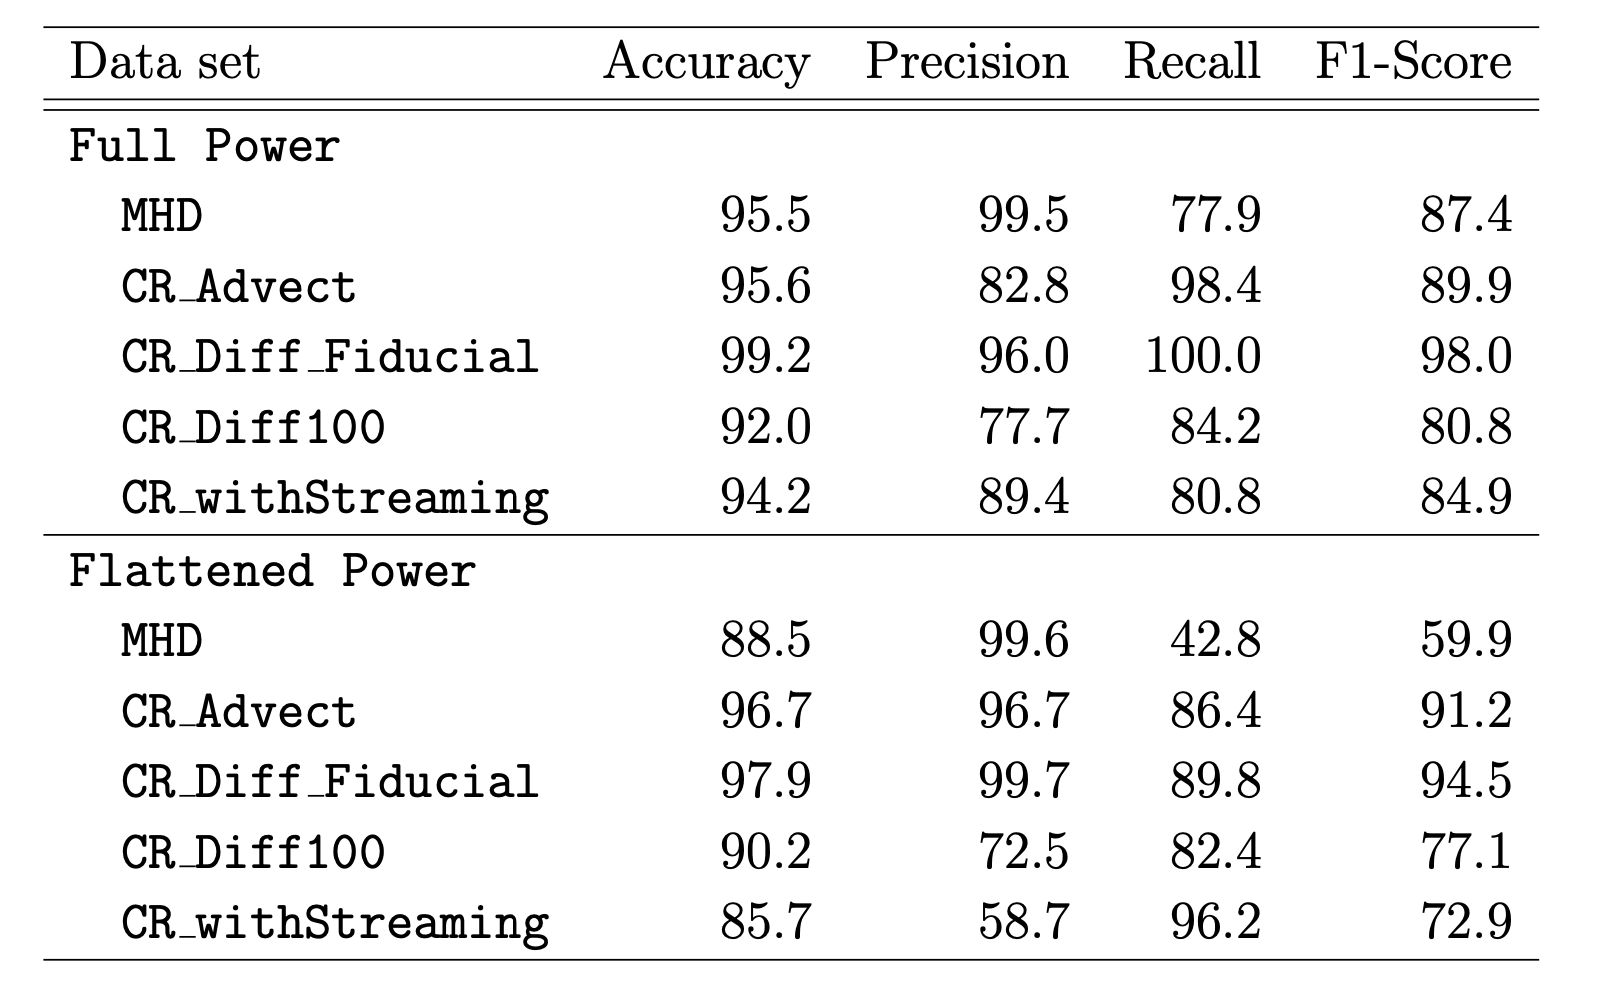 Data set Accuracy Precision Recall F1-Score
Full Power
MHD 95.5 99.5 77.9 87.4
CR_Advect 95.6 82.8 98.4 89.9
CR_Diff_Fiducial 99.2 96.0 100.0 98.0
CR_Diff100 92.0 77.7 84.2 80.8
CR_withStreaming 94.2 89.4 80.8 84.9
Flattened Power
MHD 88.5 99.6 42.8 59.9
CR_Advect 96.7 96.7 86.4 91.2
CR_Diff_Fiducial 97.9 99.7 89.8 94.5
CR_Diff100 90.2 72.5 82.4 77.1
CR_withStreaming 85.7 58.7 96.2 72.9